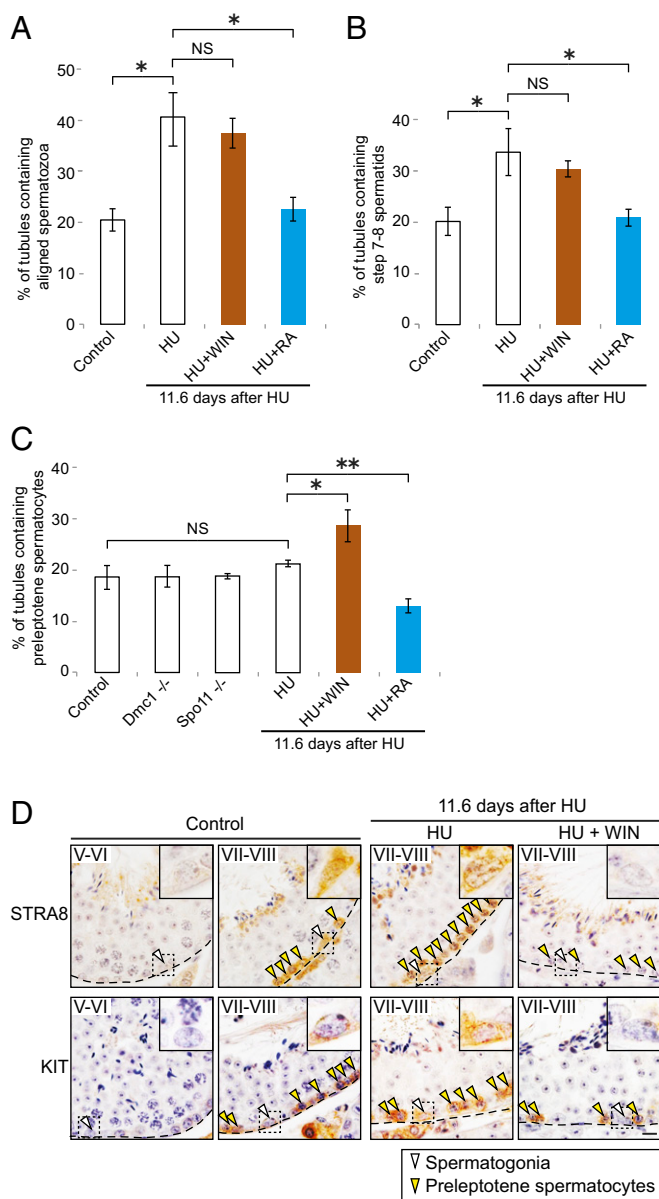 A
% of tubules containing
aligned spermatozoa
50
40
30
20
10
0
*
NS
*
Control
HU
HU+WIN
HU+RA
11.6 days after HU
B
% of tubules containing
step 7-8 spermatids
50
40
30
20
10
0
*
NS
*
Control
HU
HU+WIN
HU+RA
11.6 days after HU
C
% of tubules containing
preleptotene spermatocytes
40
30
20
10
0
NS
*
**
Control
Dmc1 -/-
Spo11 -/-
HU
HU+WIN
HU+RA
11.6 days after HU
D
11.6 days after HU
Control
HU
HU + WIN
STRA8
V-VI
VII-VIII
VII-VIII
VII-VIII
KIT
V-VI
VII-VIII
VII-VIII
VII-VIII
Spermatogonia
Preleptotene spermatocytes